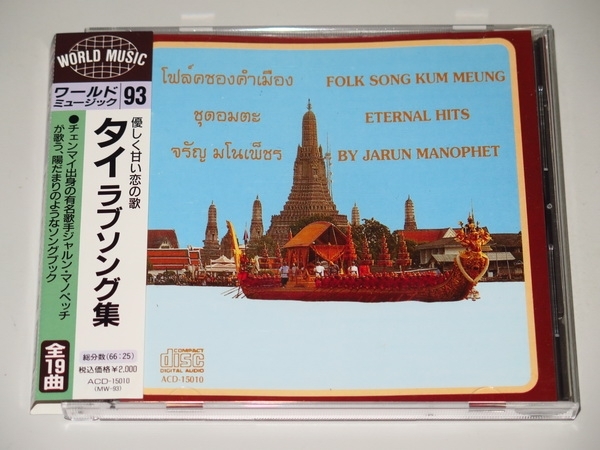 WORLD MUSIC
ワールド
ミュージック
93
優しく甘い恋の歌
タイ ラブソング集
●チェンマイ出身の有名歌手ジャルン・マノペッチ
が歌う、陽だまりのようなソングブック
全19曲
総分数(66:25)
税込価格¥2,000
ACD-15010
(MW-93)
โฟล์คซองคำเมือง
FOLK SONG KUM MEUNG
ชุดอมตะ
ETERNAL HITS
จรัญ มโนเพ็ชร
BY JARUN MANOPHET
COMPACT
disc
DIGITAL AUDIO
ACD-15010